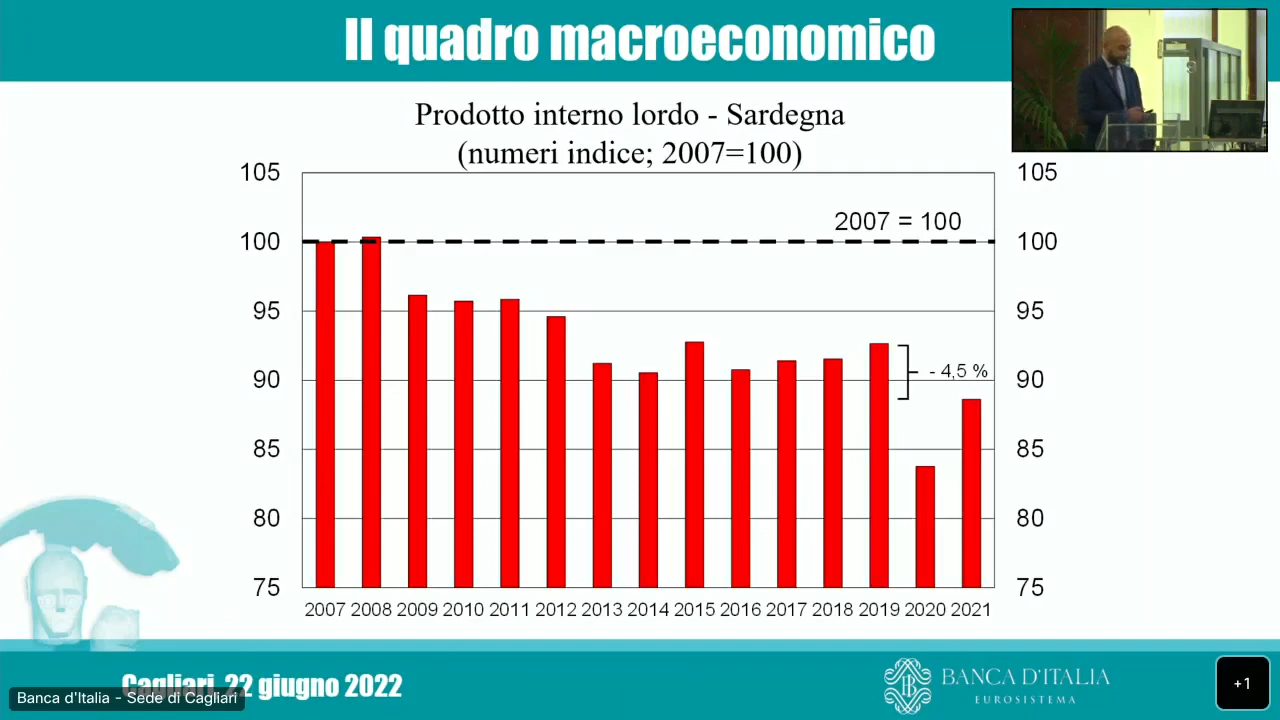 Il quadro macroeconomico
Prodotto interno lordo - Sardegna
(numeri indice; 2007=100)
105 105
2007 = 100
100 100
95 95
- 4,5 %
90 90
85 85
80 80
75 75
2007 2008 2009 2010 2011 2012 2013 2014 2015 2016 2017 2018 2019 2020 2021
Cagliari, 22 giugno 2022
Banca d'Italia - Sede di Cagliari
BANCA D'ITALIA
EUROSISTEMA
+1